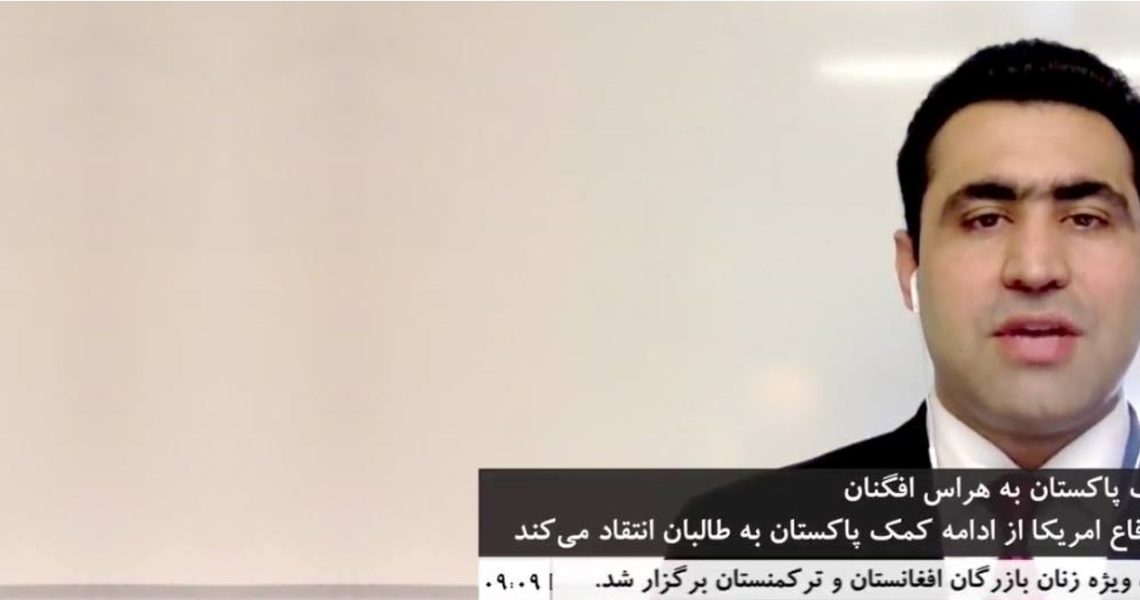 پاکستان به هراس افگنان
امریکا از ادامه کمک پاکستان به طالبان انتقاد می‌کند
ویژه زنان بازرگان افغانستان و ترکمنستان برگزار شد.
۰۹:۰۹